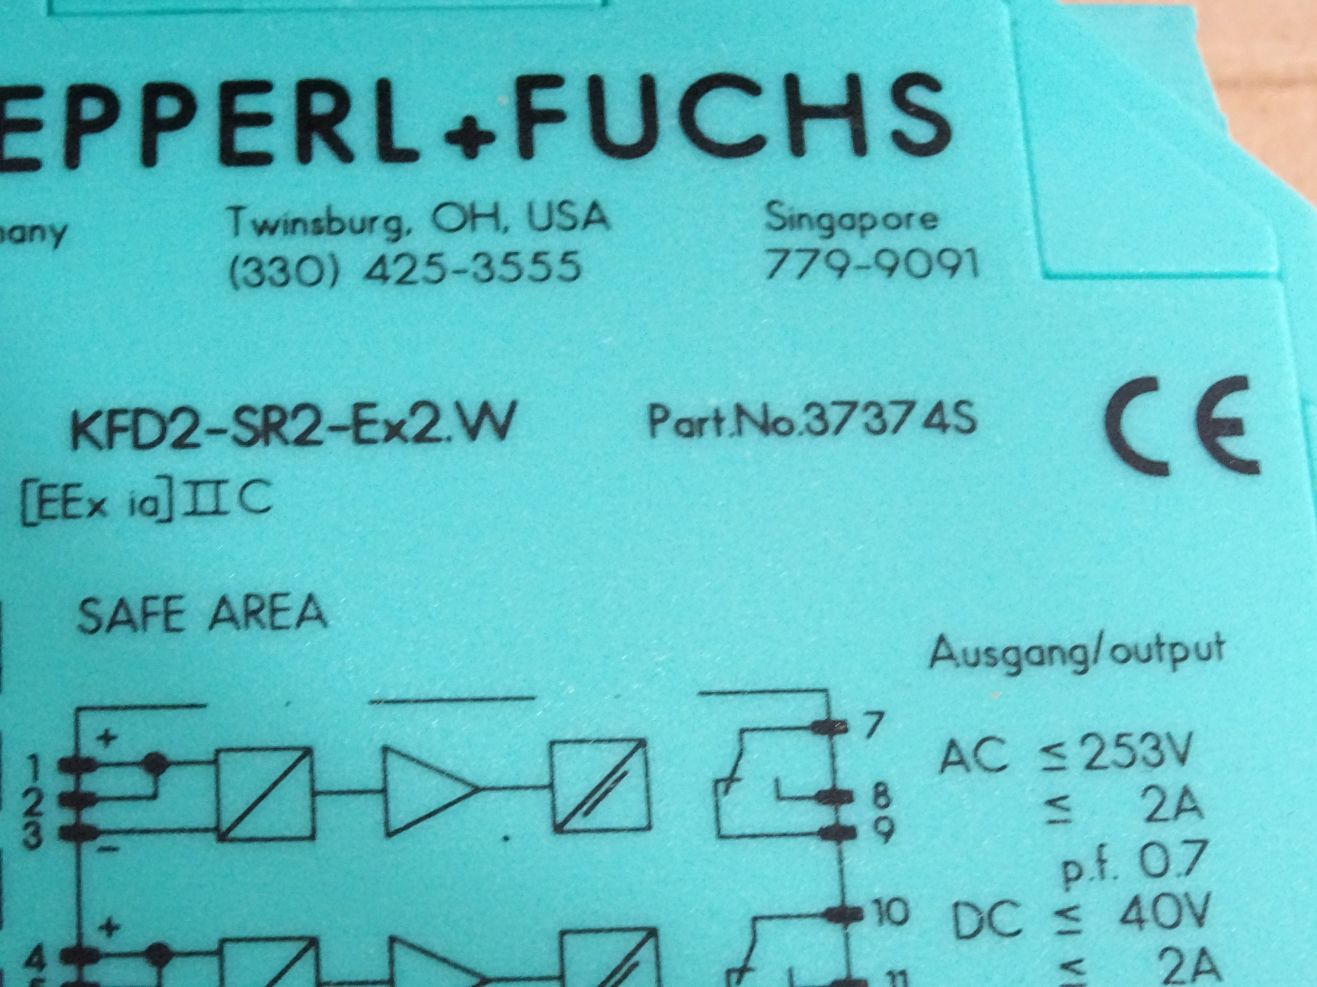 EPPERL+FUCHS
any Twinsburg, OH, USA Singapore
(330) 425-3555 779-9091
KFD2-SR2-Ex2.W Part.No.37374S
[EEx ia]IIC
CE
SAFE AREA
Ausgang/output
+
1
2
3
-
7
8
9
AC ≤ 253V
≤ 2A
p.f. 0.7
+
4
10
11
DC ≤ 40V
≤ 2A